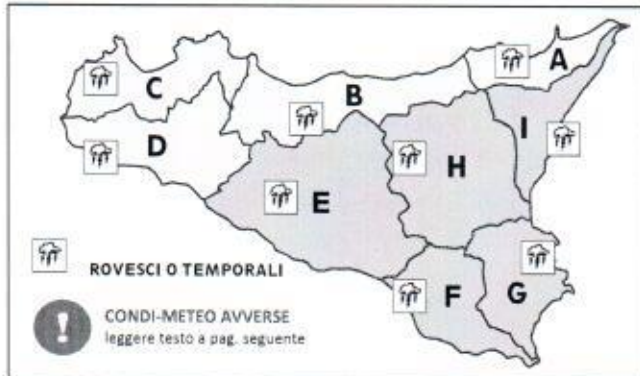 A
C
B
I
D
H
E
G
F
ROVESCI O TEMPORALI
! CONDI-METEO AVVERSE
leggere testo a pag. seguente